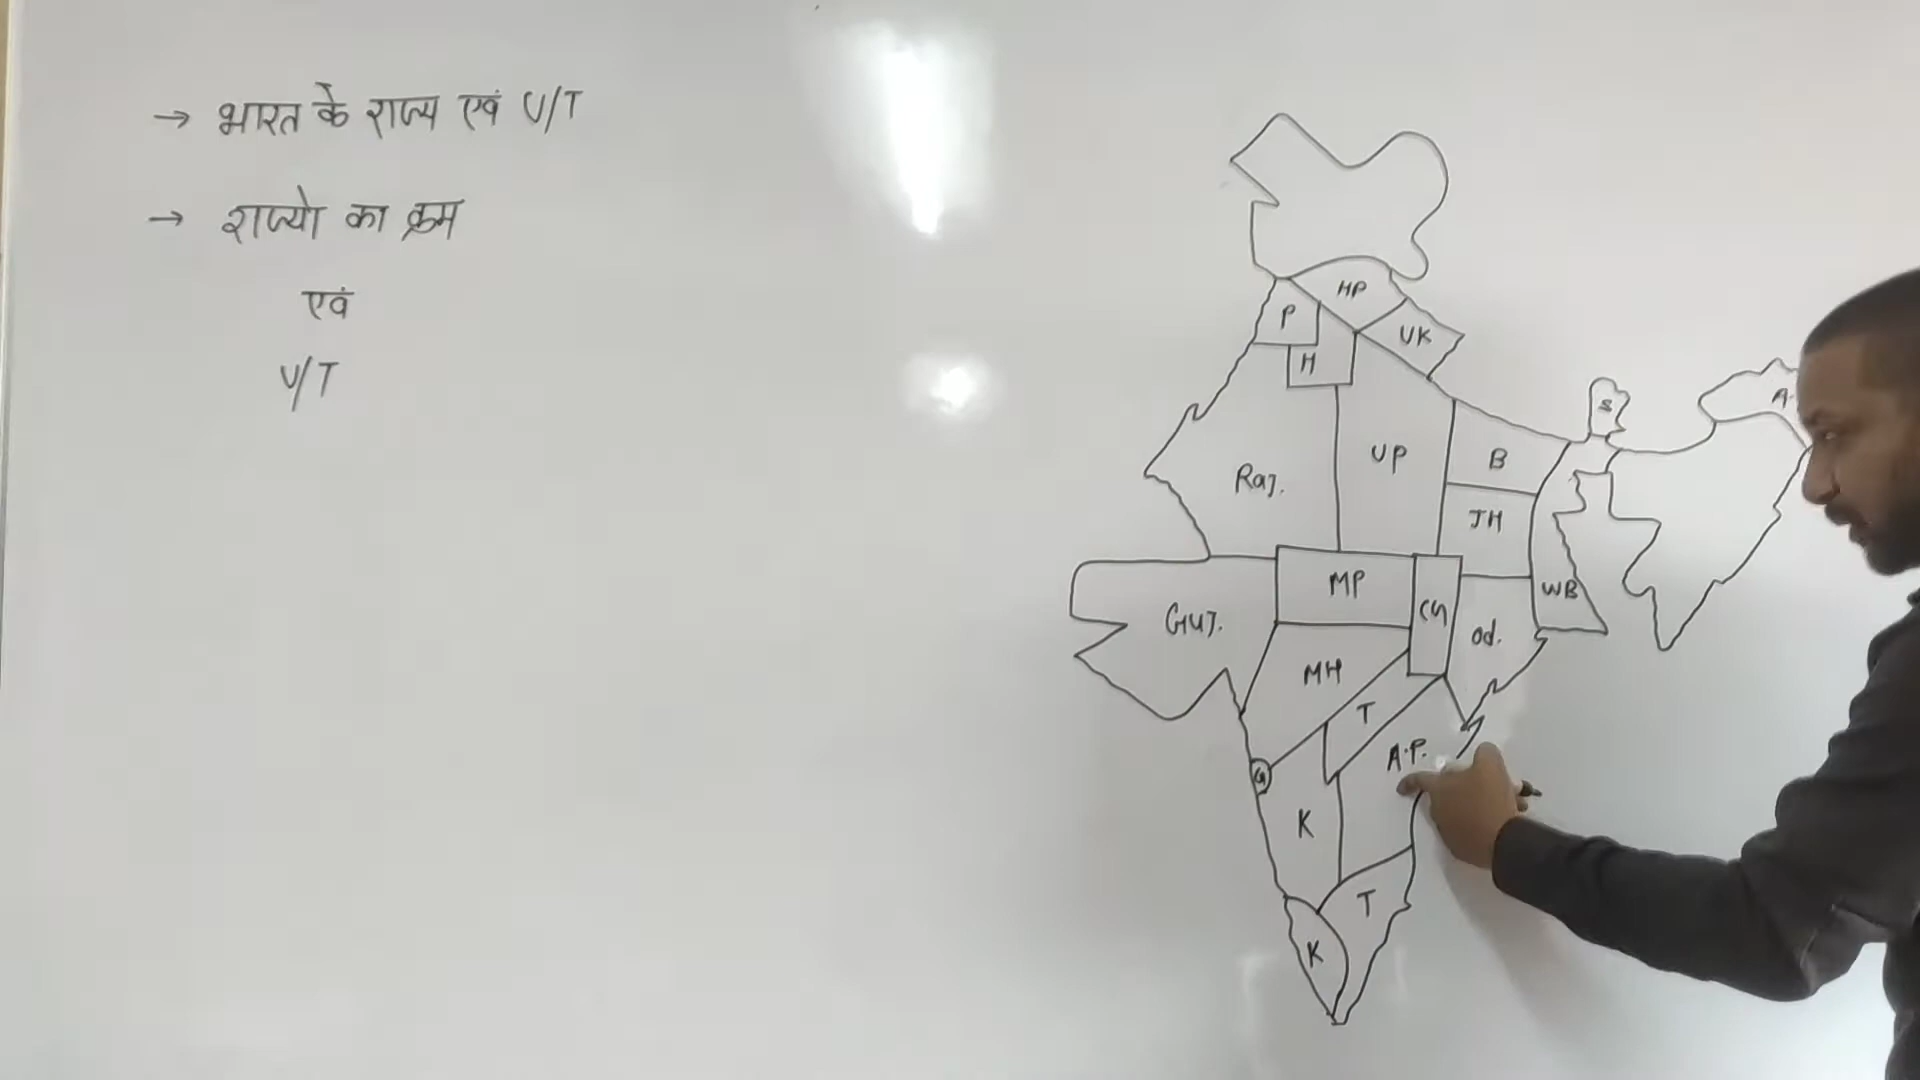 → भारत के राज्य एवं U/T
→ राज्यो का क्रम
एवं
U/T
HP
P
UK
H
S
A.
UP
B
Raj.
JH
MP
WB
CG
Guj.
Od.
MH
T
A.P.
G
K
T
K